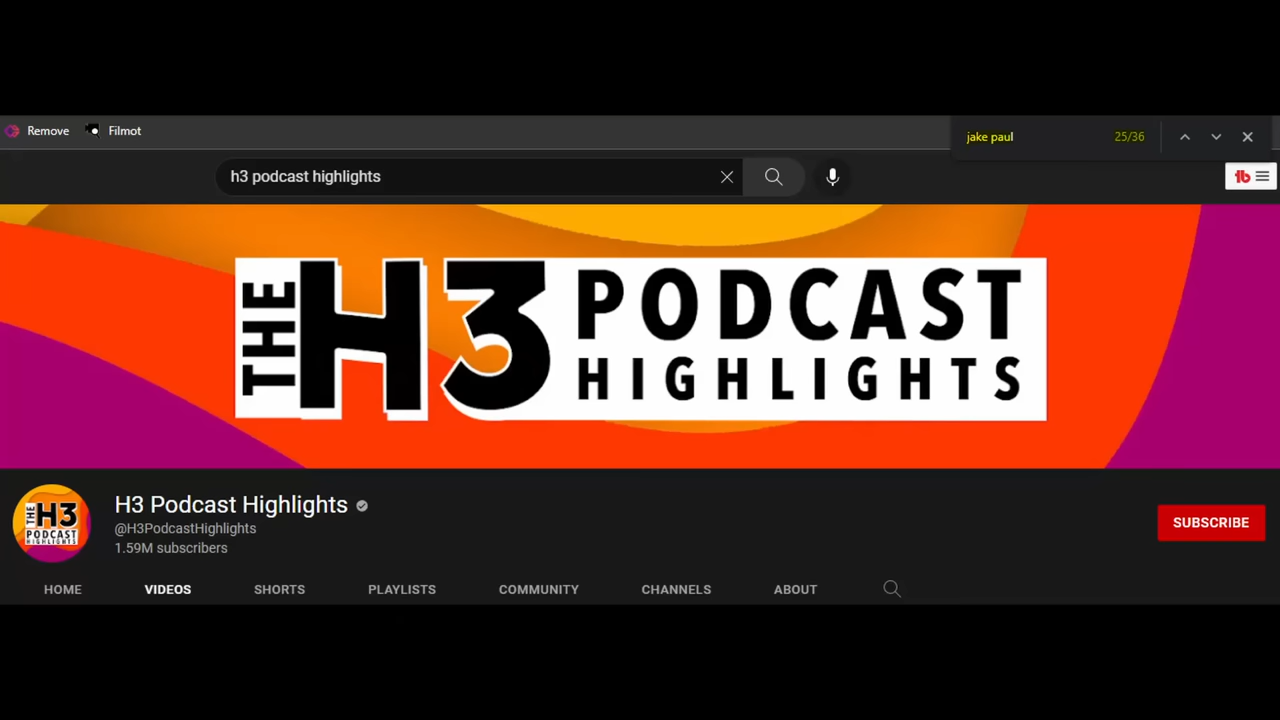 Remove Filmot
jake paul 25/36
h3 podcast highlights
THE H3 PODCAST
HIGHLIGHTS
THE H3
PODCAST
HIGHLIGHTS
H3 Podcast Highlights
@H3PodcastHighlights
1.59M subscribers
SUBSCRIBE
HOME VIDEOS SHORTS PLAYLISTS COMMUNITY CHANNELS ABOUT